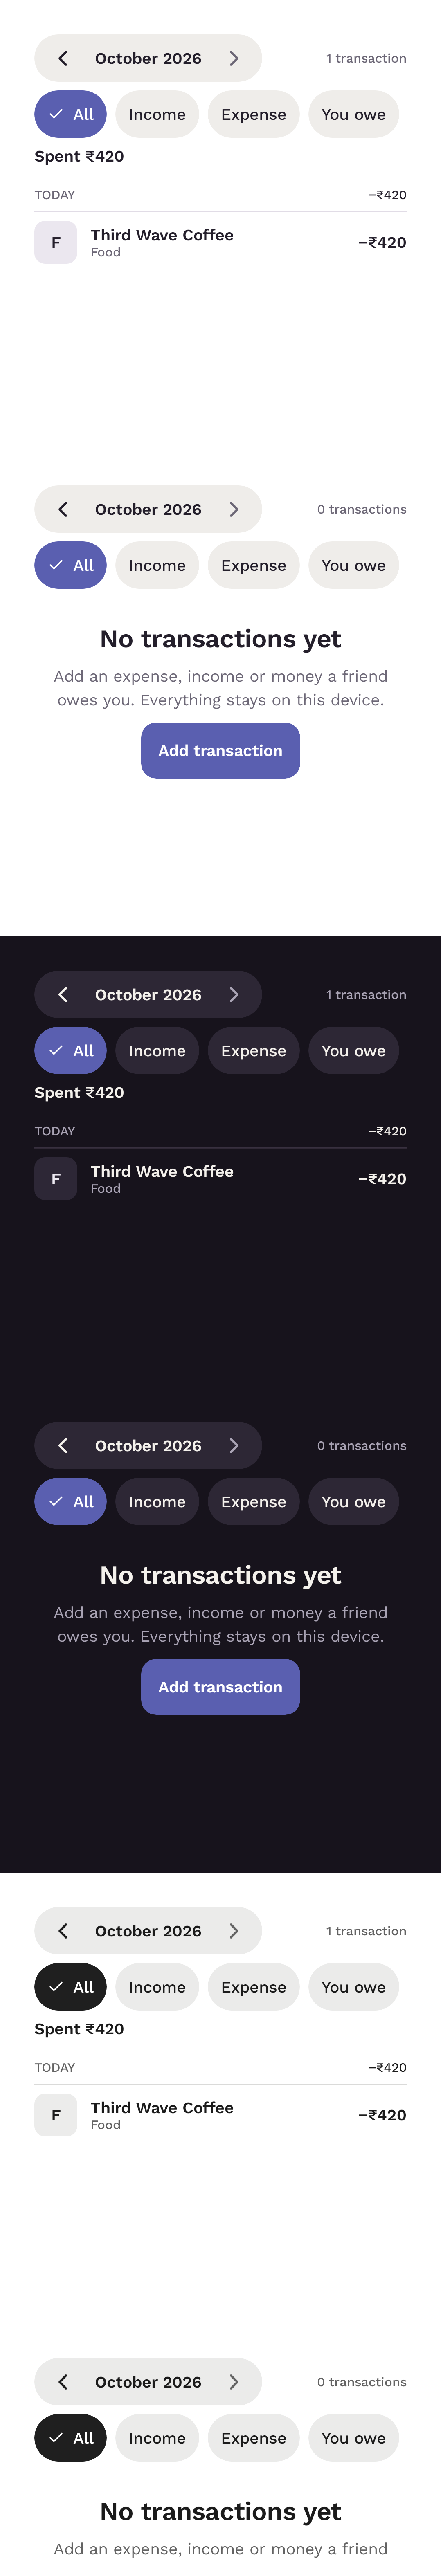 October 2026 1 transaction
All Income Expense You owe
Spent ₹420
TODAY −₹420
F Third Wave Coffee −₹420
Food
October 2026 0 transactions
All Income Expense You owe
No transactions yet
Add an expense, income or money a friend
owes you. Everything stays on this device.
Add transaction
October 2026 1 transaction
All Income Expense You owe
Spent ₹420
TODAY −₹420
F Third Wave Coffee −₹420
Food
October 2026 0 transactions
All Income Expense You owe
No transactions yet
Add an expense, income or money a friend
owes you. Everything stays on this device.
Add transaction
October 2026 1 transaction
All Income Expense You owe
Spent ₹420
TODAY −₹420
F Third Wave Coffee −₹420
Food
October 2026 0 transactions
All Income Expense You owe
No transactions yet
Add an expense, income or money a friend